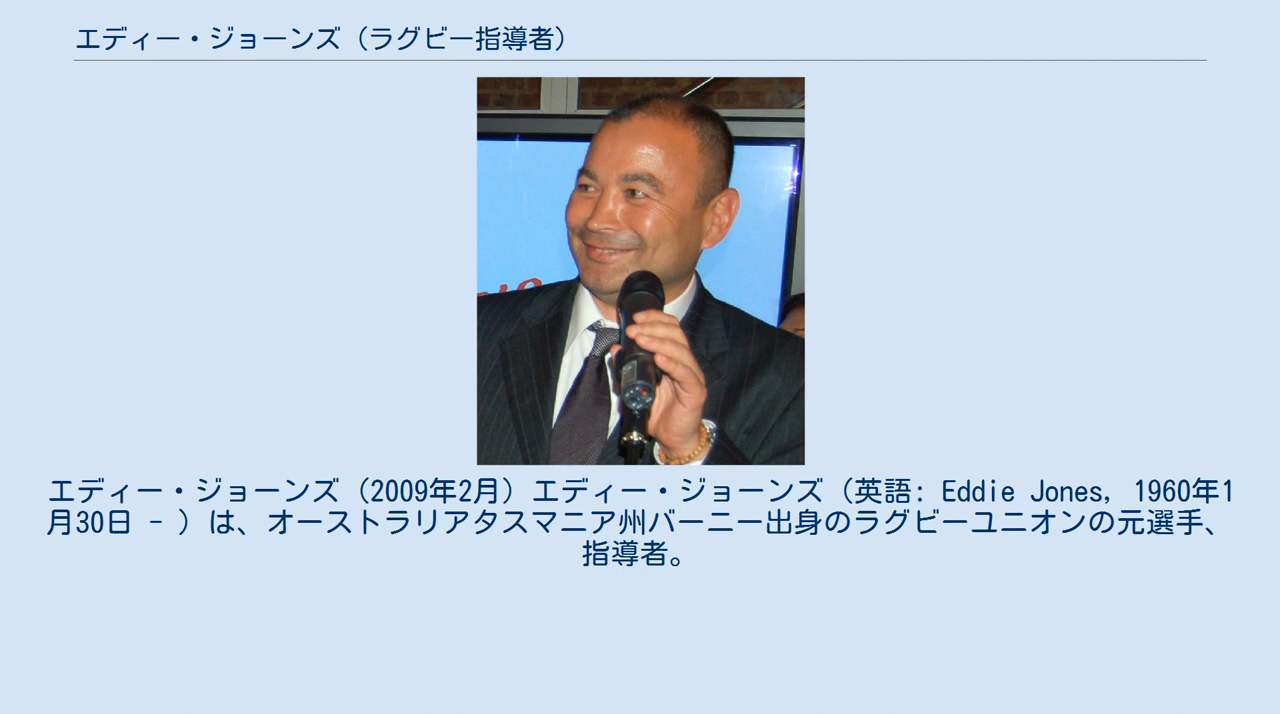 エディー・ジョーンズ（ラグビー指導者）
エディー・ジョーンズ（2009年2月）エディー・ジョーンズ（英語: Eddie Jones, 1960年1
月30日 - ）は、オーストラリアタスマニア州バーニー出身のラグビーユニオンの元選手、
指導者。